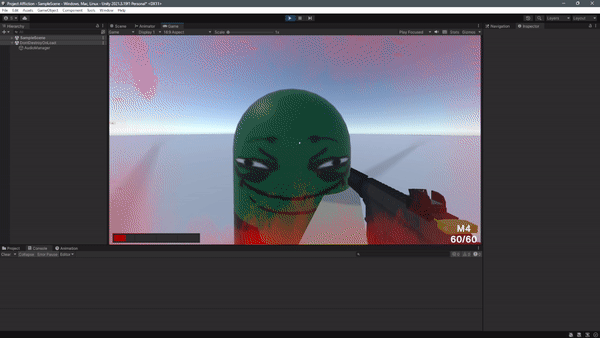 Project Affliction - SampleScene - Windows, Mac, Linux - Unity 2021.3.19f1 Personal* <DX11>
File Edit Assets GameObject Component Tools Window Help
Layers Layout
Hierarchy Scene Animator Game Navigation Inspector
Game Display 1 16:9 Aspect Scale 1x Play Focused Stats Gizmos
SampleScene
DontDestroyOnLoad
AudioManager
M4
60/60
Project Console Animation
Clear Collapse Error Pause Editor